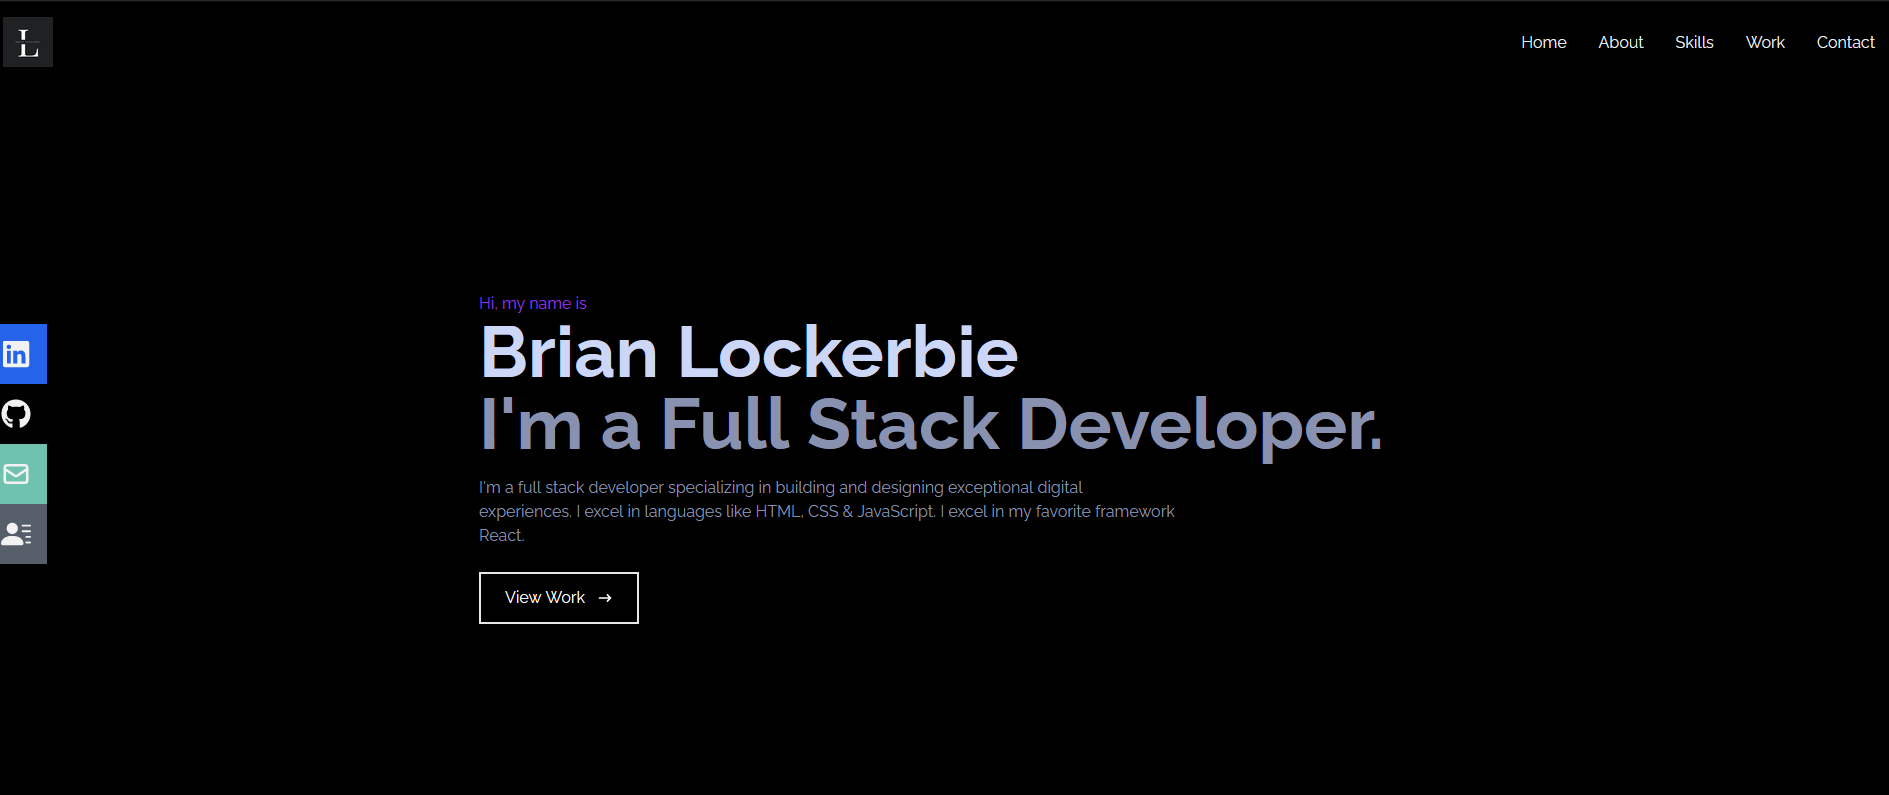 L
Home About Skills Work Contact
Hi, my name is
Brian Lockerbie
I'm a Full Stack Developer.
I'm a full stack developer specializing in building and designing exceptional digital
experiences. I excel in languages like HTML, CSS & JavaScript. I excel in my favorite framework
React.
View Work
in